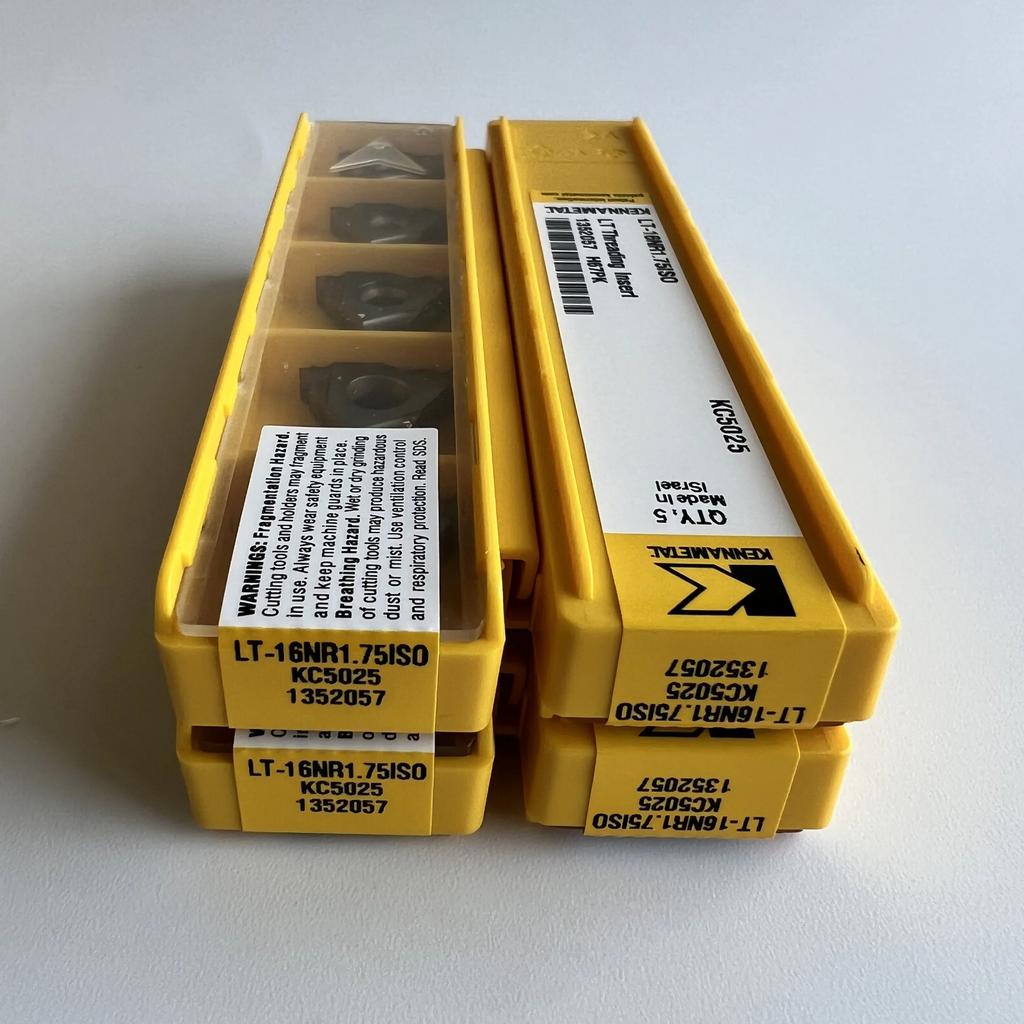 WARNINGS: Fragmentation Hazard.
Cutting tools and holders may fragment
in use. Always wear safety equipment
and keep machine guards in place.
Breathing Hazard. Wet or dry grinding
of cutting tools may produce hazardous
dust or mist. Use ventilation control
and respiratory protection. Read SDS.
LT-16NR1.75ISO
KC5025
1352057
LT-16NR1.75ISO
KC5025
1352057
KENNAMETAL
LT-16NR1.75ISO
LT Threading Insert
1352057 H67PK
KC5025
QTY. 5
Made in
ISrael
KENNAMETAL
LT-16NR1.75ISO
KC5025
1352057
LT-16NR1.75ISO
KC5025
1352057